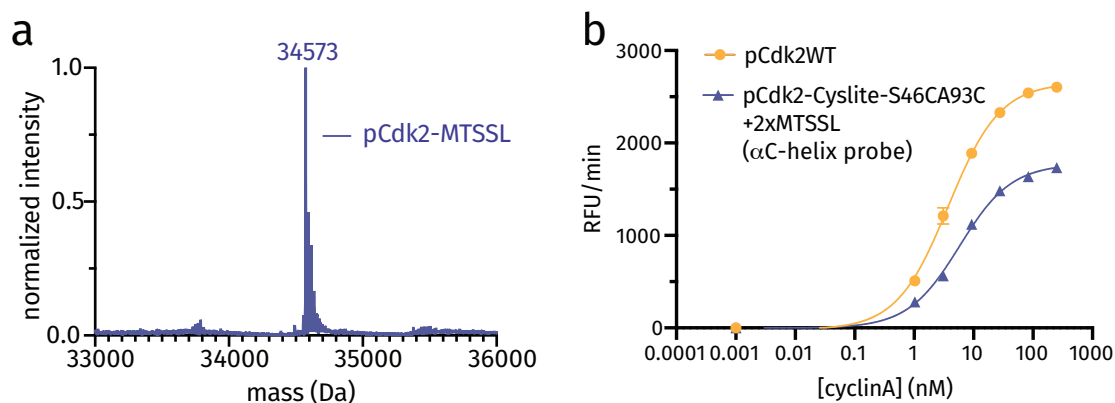 a
34573
1.0
pCdk2-MTSSL
0.5
0.0
normalized intensity
33000 34000 35000 36000
mass (Da)
b
pCdk2WT
pCdk2-Cyslite-S46CA93C
+2xMTSSL
(αC-helix probe)
3000
2000
1000
0
RFU/min
0.0001 0.001 0.01 0.1 1 10 100 1000
[cyclinA] (nM)